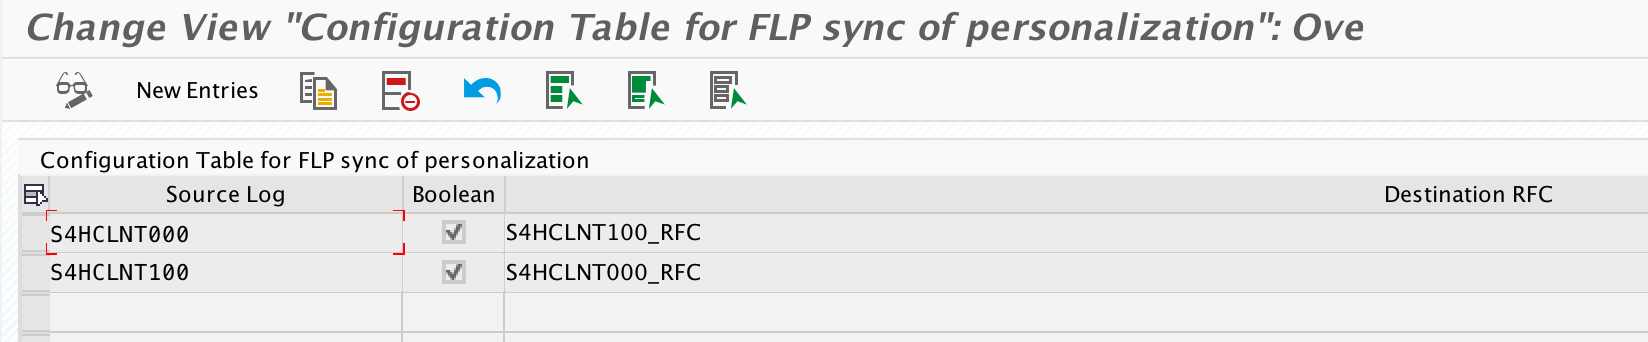 Change View "Configuration Table for FLP sync of personalization": Ove
New Entries
Configuration Table for FLP sync of personalization
Source Log Boolean Destination RFC
S4HCLNT000 S4HCLNT100_RFC
S4HCLNT100 S4HCLNT000_RFC